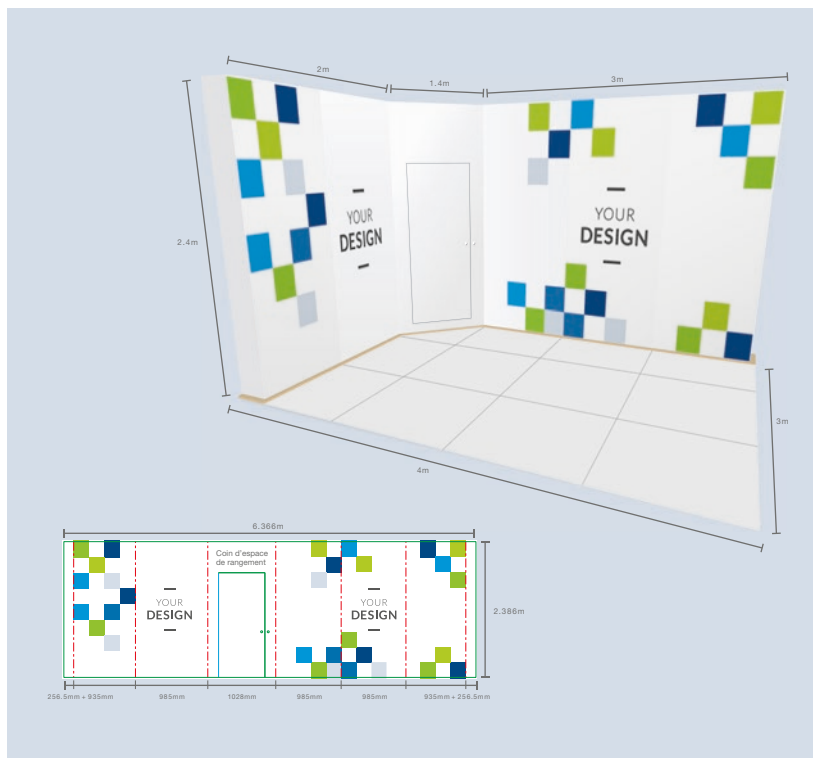 2m
1.4m
3m
2.4m
YOUR
DESIGN
YOUR
DESIGN
3m
4m
6.366m
Coin d'espace
de rangement
YOUR
DESIGN
YOUR
DESIGN
2.386m
256.5mm + 935mm
985mm
1028mm
985mm
985mm
935mm + 256.5mm